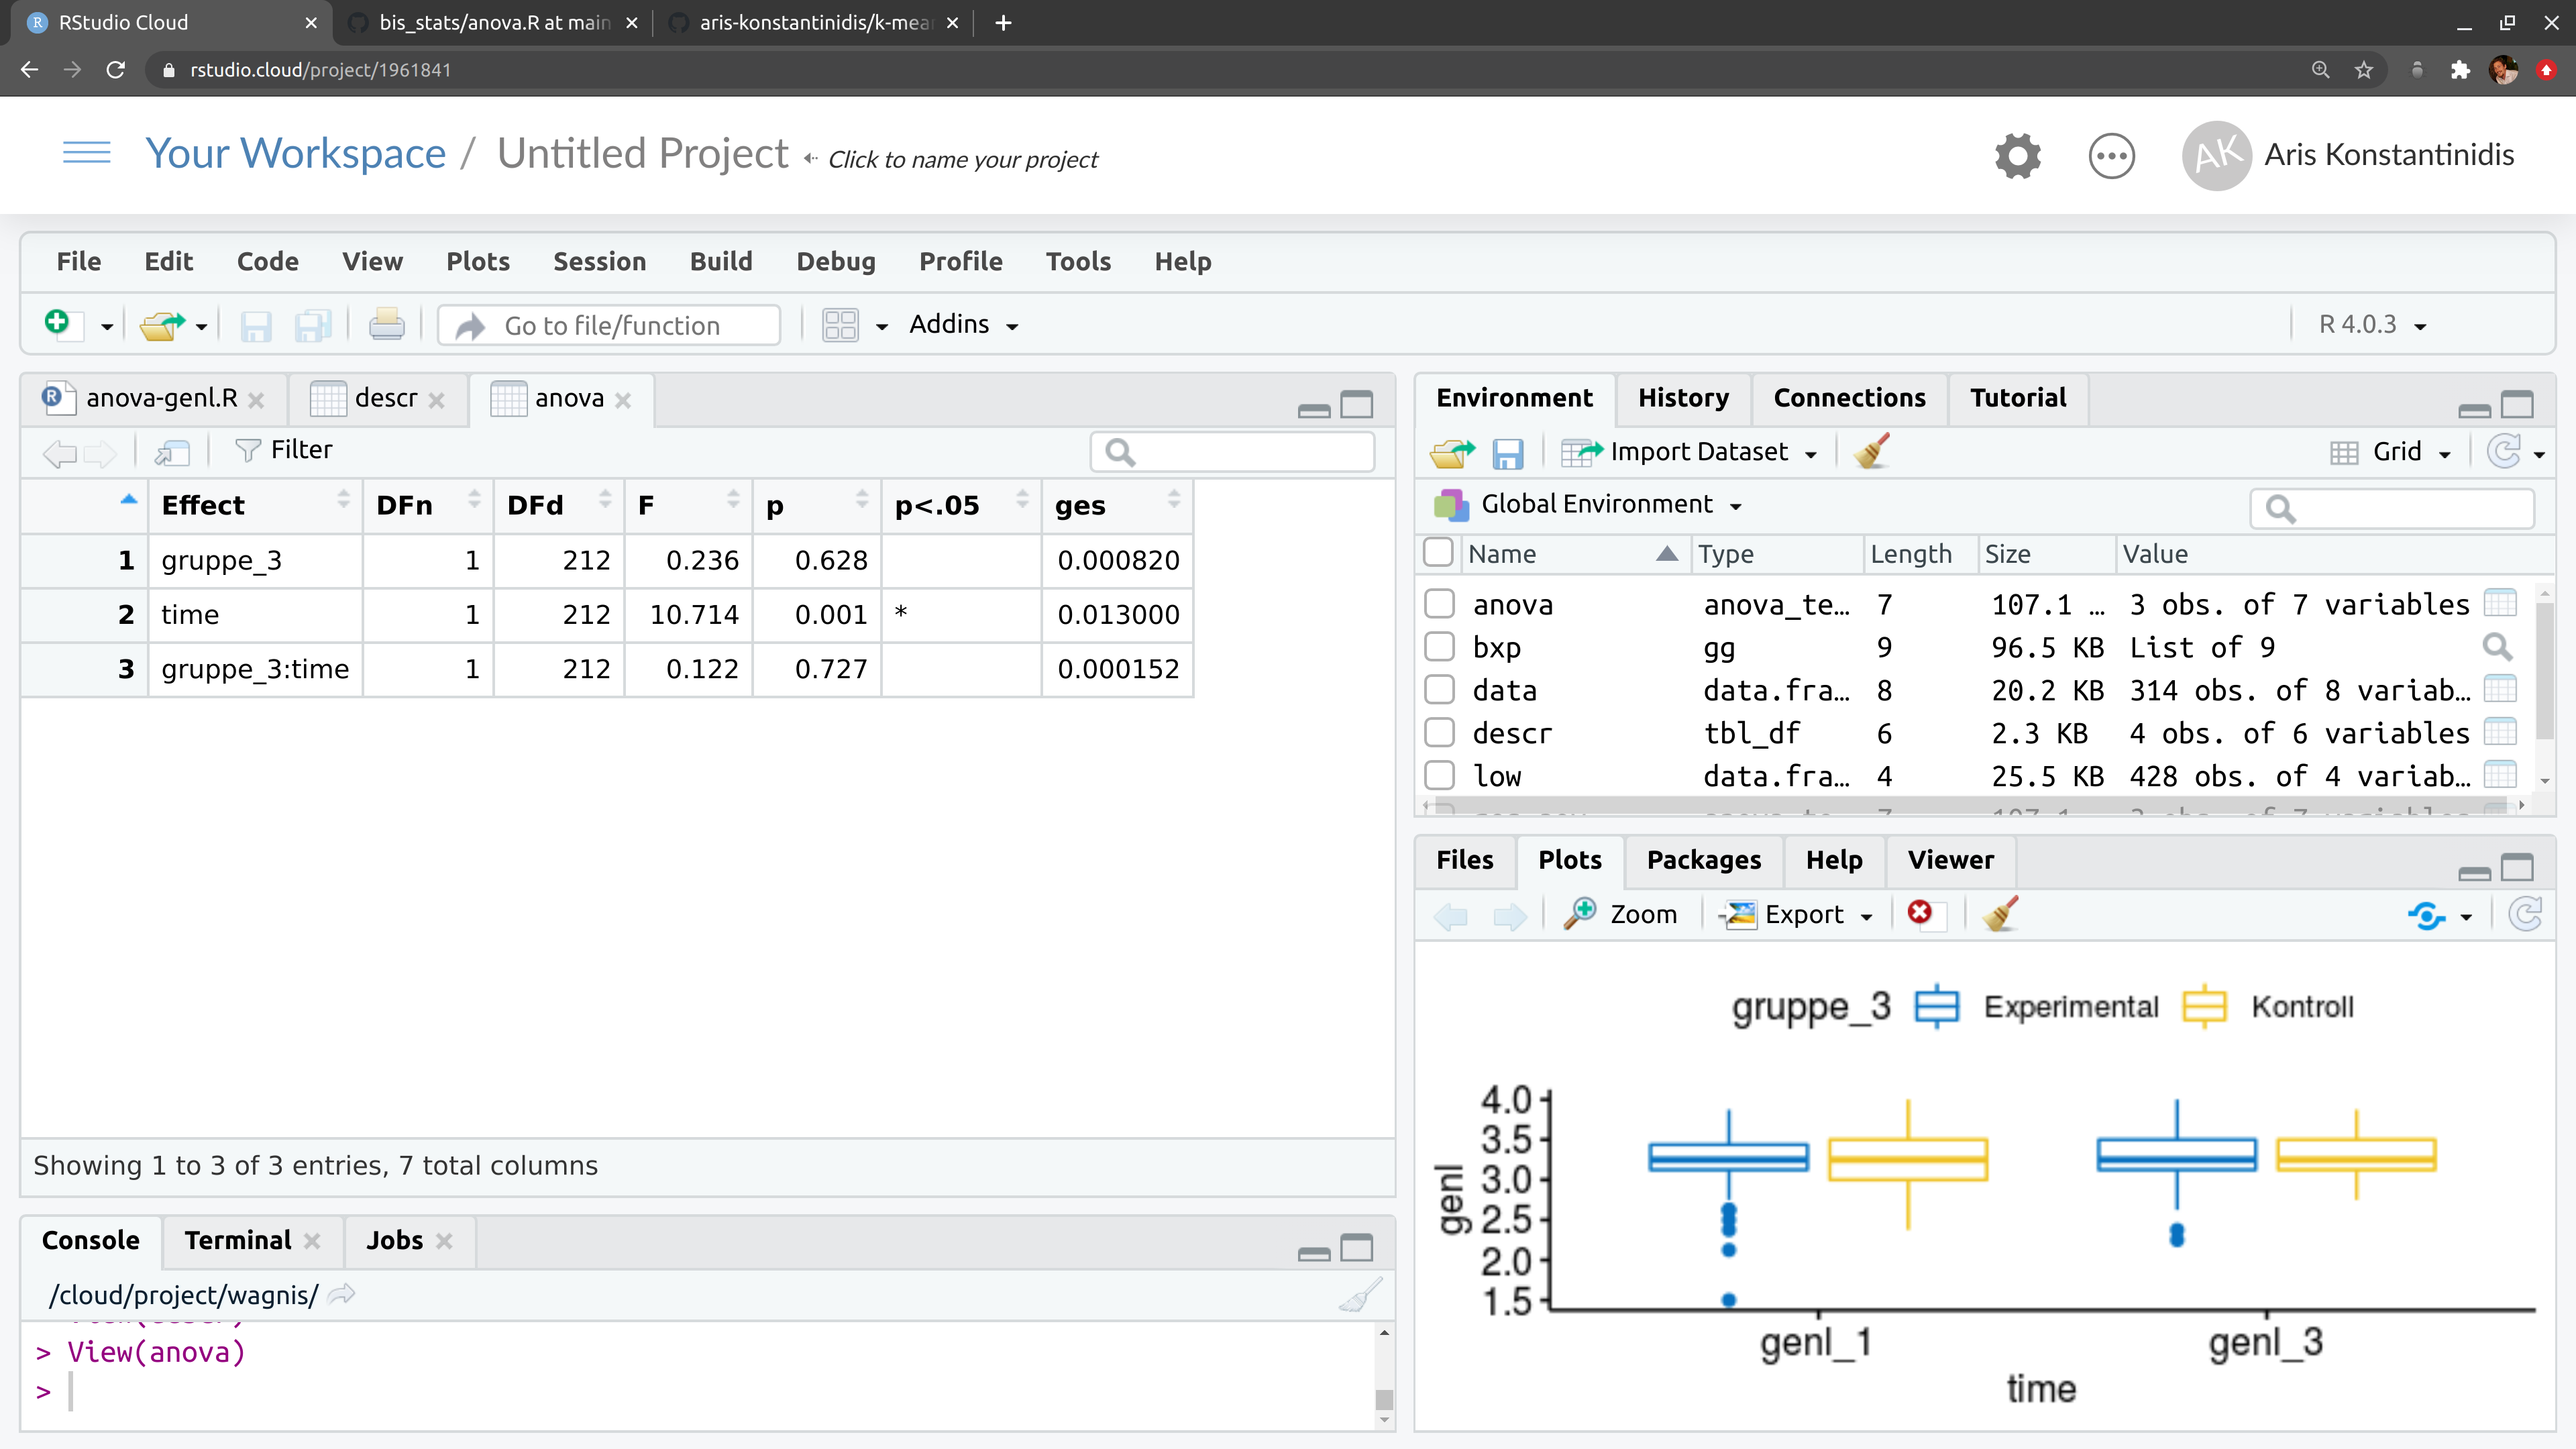 RStudio Cloud
bis_stats/anova.R at main
aris-konstantinidis/k-mea
rstudio.cloud/project/1961841
Your Workspace / Untitled Project Click to name your project
AK Aris Konstantinidis
File Edit Code View Plots Session Build Debug Profile Tools Help
Go to file/function Addins R 4.0.3
anova-genl.R descr anova
Filter
Effect DFn DFd F p p<.05 ges
1 gruppe_3 1 212 0.236 0.628 0.000820
2 time 1 212 10.714 0.001 * 0.013000
3 gruppe_3:time 1 212 0.122 0.727 0.000152
Showing 1 to 3 of 3 entries, 7 total columns
Console Terminal Jobs
/cloud/project/wagnis/
> View(anova)
>
Environment History Connections Tutorial
Import Dataset Grid
Global Environment
Name Type Length Size Value
anova anova_te… 7 107.1 … 3 obs. of 7 variables
bxp gg 9 96.5 KB List of 9
data data.fra… 8 20.2 KB 314 obs. of 8 variab…
descr tbl_df 6 2.3 KB 4 obs. of 6 variables
low data.fra… 4 25.5 KB 428 obs. of 4 variab…
Files Plots Packages Help Viewer
Zoom Export
gruppe_3 Experimental Kontroll
genl
4.0
3.5
3.0
2.5
2.0
1.5
genl_1 genl_3
time